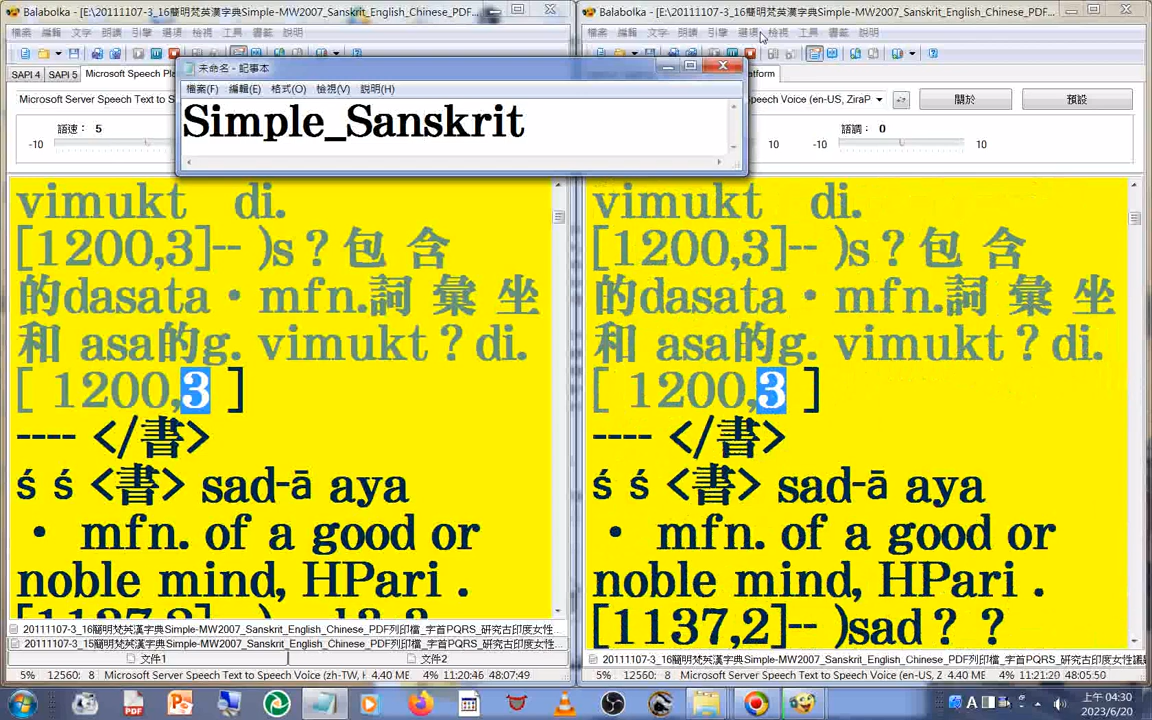 Balabolka - [E:\20111107-3_16簡明梵英漢字典Simple-MW2007_Sanskrit_English_Chinese_PDF...
檔案 編輯 文字 朗讀 引擎 選項 檢視 工具 書籤 說明
SAPI 4 SAPI 5 Microsoft Speech Pla
Microsoft Server Speech Text to S
語速： 5
-10
vimukt di.
[1200,3]-- )s？包 含
的dasata・mfn.詞 彙 坐
和 asa的g. vimukt？di.
[ 1200,3 ]
---- </書>
ś ś <書> sad-ā aya
・ mfn. of a good or
noble mind, HPari .
20111107-3_16簡明梵英漢字典Simple-MW2007_Sanskrit_English_Chinese_PDF列印檔_字首PQRS_研究古印度女性...
20111107-3_15簡明梵英漢字典Simple-MW2007_Sanskrit_English_Chinese_PDF列印檔_字首PQRS_研究古印度女性...
文件1 文件2
5% 12560: 8 Microsoft Server Speech Text to Speech Voice (zh-TW, H 4.40 MB 11:20:46 48:07:49
未命名 - 記事本
檔案(F) 編輯(E) 格式(O) 檢視(V) 說明(H)
Simple_Sanskrit
Balabolka - [E:\20111107-3_16簡明梵英漢字典Simple-MW2007_Sanskrit_English_Chinese_PDF...
檔案 編輯 文字 朗讀 引擎 選項 檢視 工具 書籤 說明
atform
peech Voice (en-US, ZiraP 關於 預設
語調： 0
10 -10 10
vimukt di.
[1200,3]-- )s？包 含
的dasata・mfn.詞 彙 坐
和 asa的g. vimukt？di.
[ 1200,3 ]
---- </書>
ś ś <書> sad-ā aya
・ mfn. of a good or
noble mind, HPari .
[1137,2]-- )sad？？
20111107-3_16簡明梵英漢字典Simple-MW2007_Sanskrit_English_Chinese_PDF列印檔_字首PQRS_研究古印度女性議
5% 12560: 8 Microsoft Server Speech Text to Speech Voice (en-US, Z 4.40 MB 11:21:20 48:05:50
上午 04:30
2023/6/20